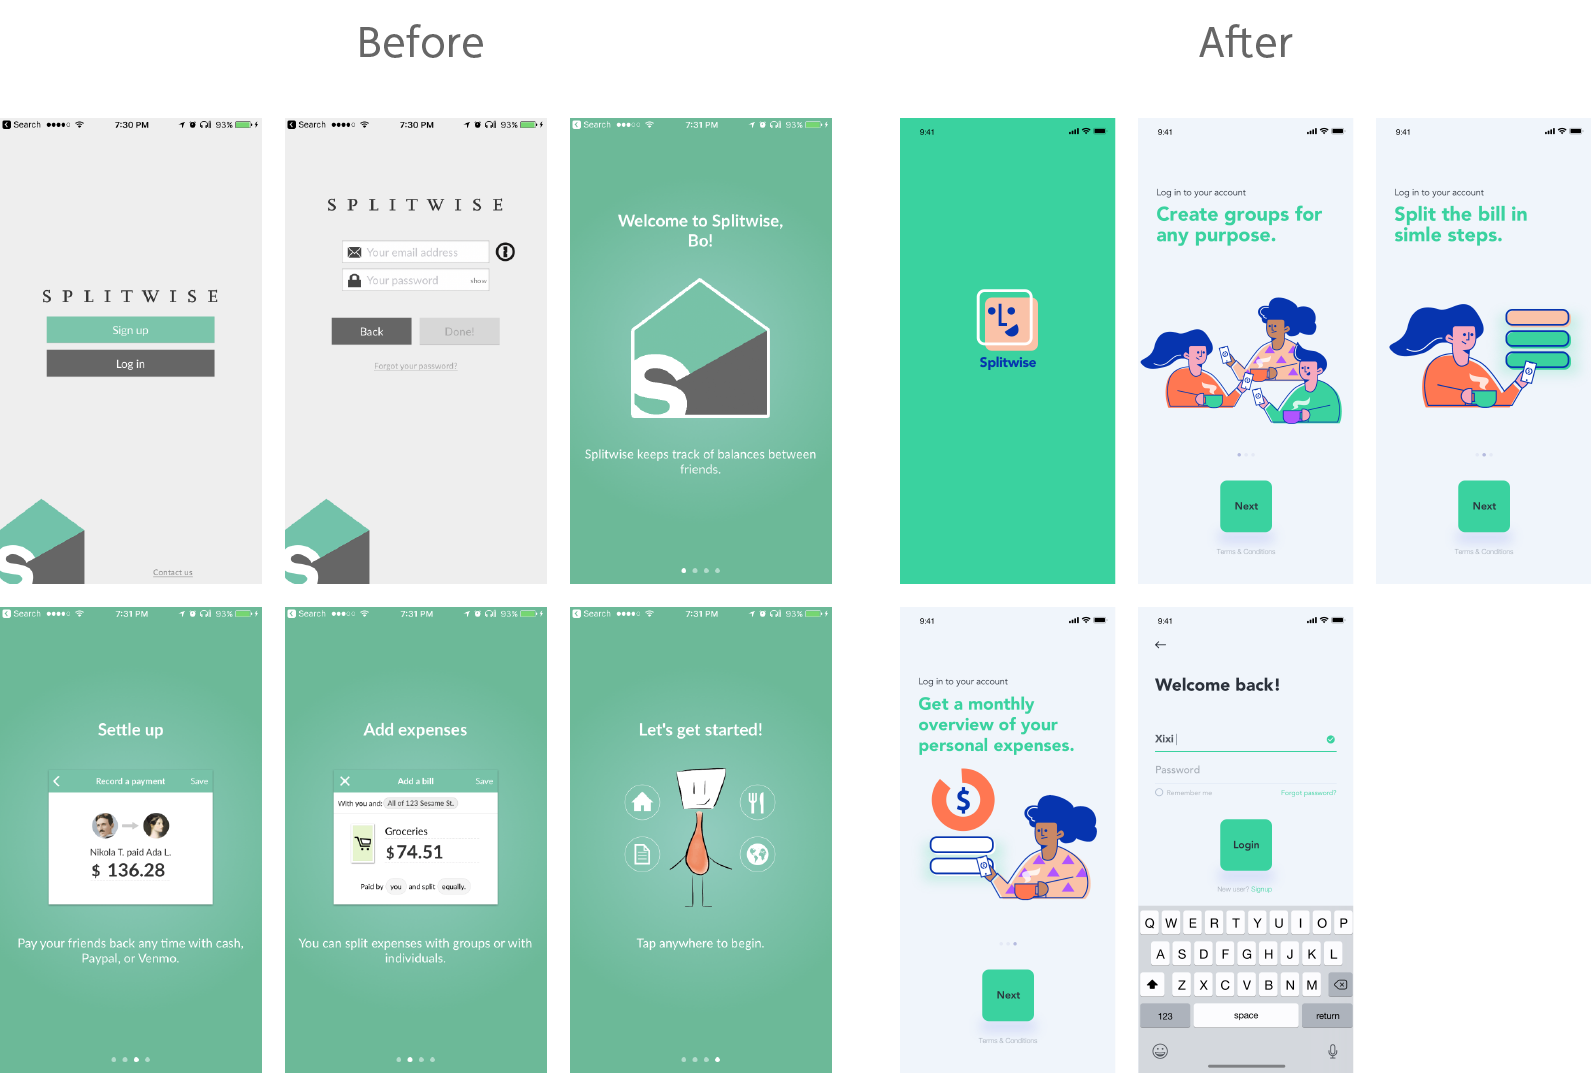 Before
After
Search 7:30 PM 93%
SPLITWISE
Sign up
Log in
S
Contact us
Search 7:30 PM 93%
SPLITWISE
Your email address
Your password show
Back Done!
Forgot your password?
S
Search 7:31 PM 93%
Welcome to Splitwise,
Bo!
S
Splitwise keeps track of balances between
friends.
9:41
Splitwise
9:41
Log in to your account
Create groups for
any purpose.
Next
Terms & Conditions
9:41
Log in to your account
Split the bill in
simle steps.
Next
Terms & Conditions
Search 7:31 PM 93%
Settle up
Record a payment Save
Nikola T. paid Ada L.
$ 136.28
Pay your friends back any time with cash,
Paypal, or Venmo.
Search 7:31 PM 93%
Add expenses
Add a bill Save
With you and: All of 123 Sesame St.
Groceries
$74.51
Paid by you and split equally.
You can split expenses with groups or with
individuals.
Search 7:31 PM 93%
Let's get started!
Tap anywhere to begin.
9:41
Log in to your account
Get a monthly
overview of your
personal expenses.
$
Next
Terms & Conditions
9:41
Welcome back!
Xixi
Password
Remember me Forgot password?
Login
New user? Signup
Q W E R T Y U I O P
A S D F G H J K L
Z X C V B N M
123 space return